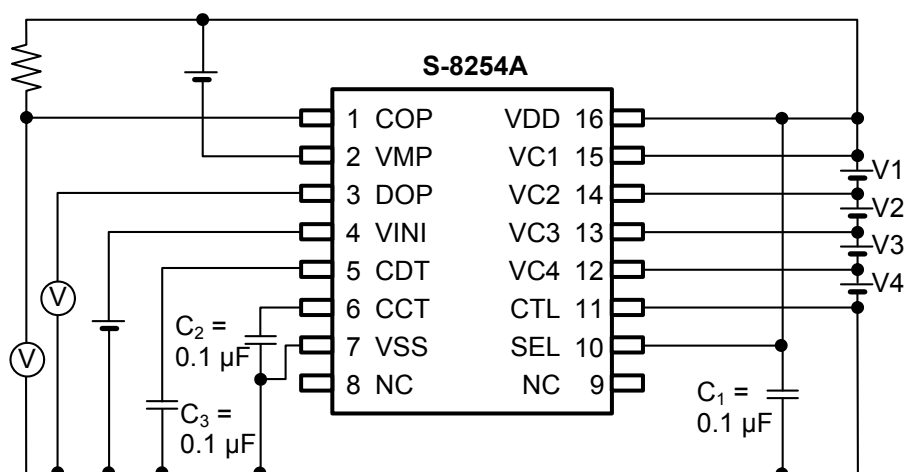 S-8254A
1 COP VDD 16
2 VMP VC1 15
V1
3 DOP VC2 14
V2
4 VINI VC3 13
V3
5 CDT VC4 12
V4
V
6 CCT CTL 11
C2 =
0.1 µF
7 VSS SEL 10
V
8 NC NC 9
C1 =
0.1 µF
C3 =
0.1 µF